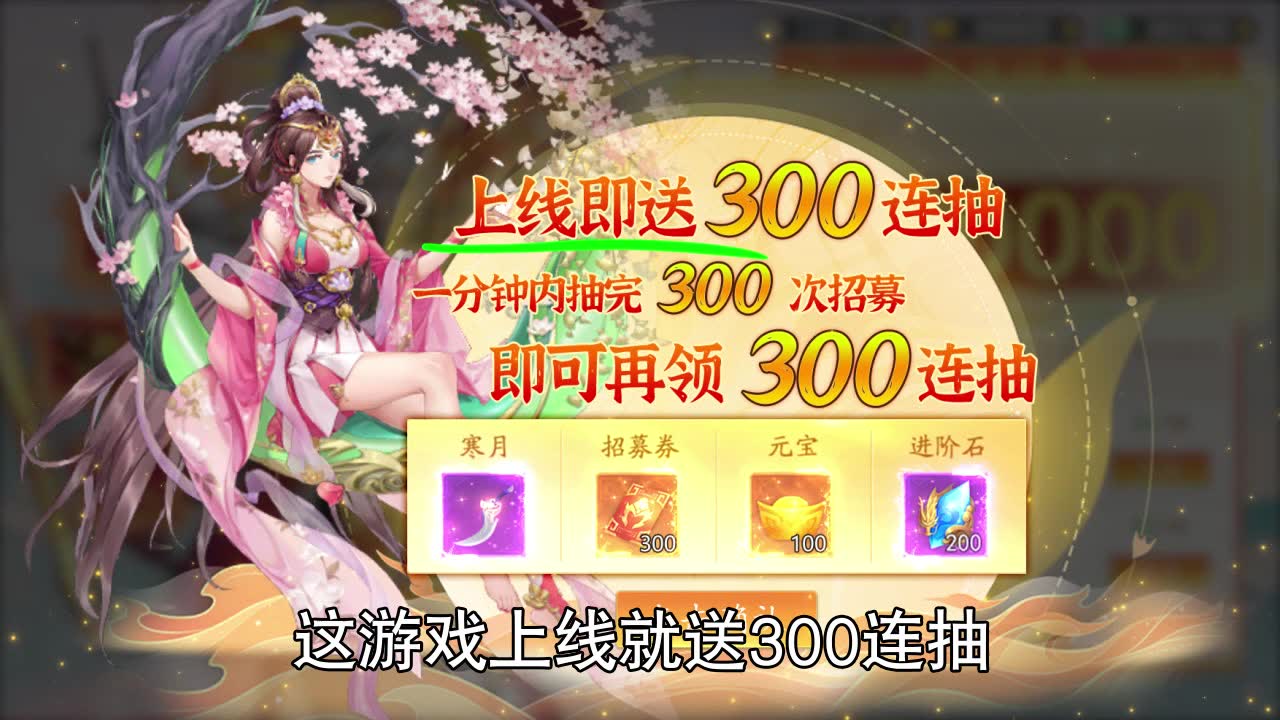 上线即送300连抽
一分钟内抽完300次招募
即可再领300连抽
寒月 招募券 元宝 进阶石
300 100 200
这游戏上线就送300连抽